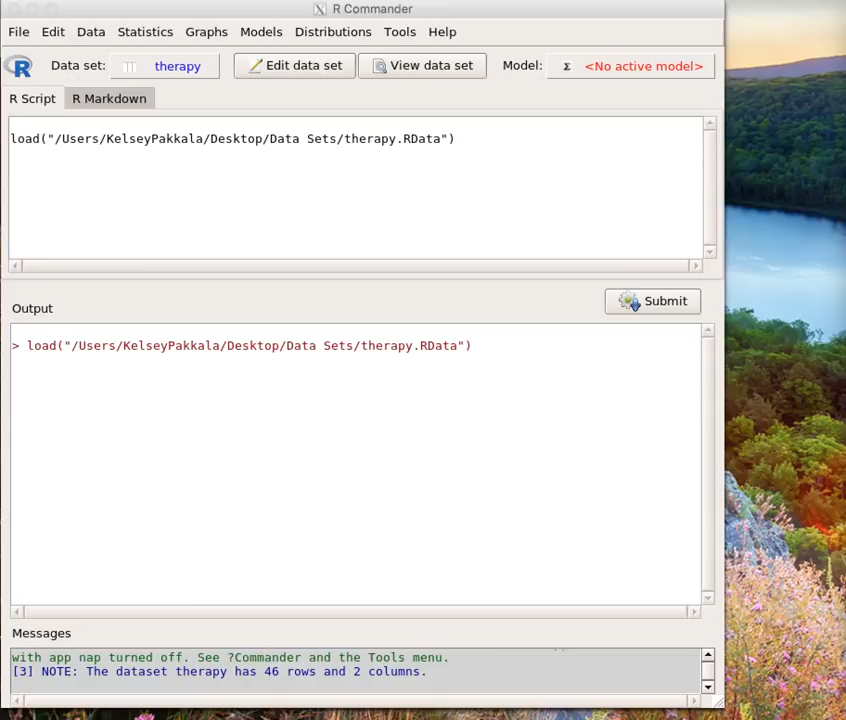 R Commander
File Edit Data Statistics Graphs Models Distributions Tools Help
R Data set: therapy Edit data set View data set Model: Σ <No active model>
R Script R Markdown
load("/Users/KelseyPakkala/Desktop/Data Sets/therapy.RData")
Submit
Output
> load("/Users/KelseyPakkala/Desktop/Data Sets/therapy.RData")
Messages
with app nap turned off. See ?Commander and the Tools menu.
[3] NOTE: The dataset therapy has 46 rows and 2 columns.